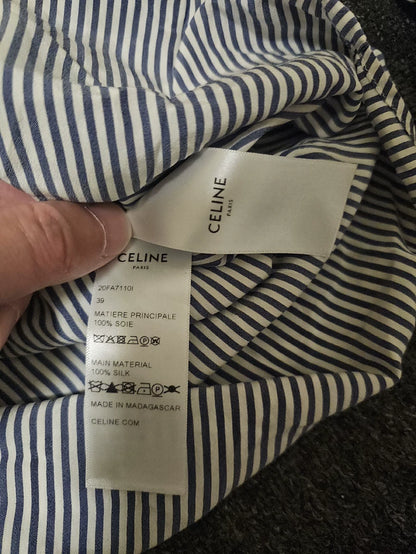 CELINE
PARIS
CELINE
PARIS
20FA7110I
39
MATIERE PRINCIPALE
100% SOIE
MAIN MATERIAL
100% SILK
MADE IN MADAGASCAR
CELINE.COM